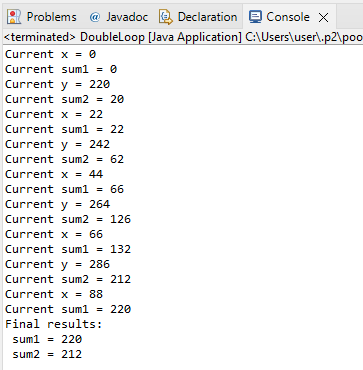 Problems @ Javadoc Declaration Console
<terminated> DoubleLoop [Java Application] C:\Users\user\.p2\poo
Current x = 0
Current sum1 = 0
Current y = 220
Current sum2 = 20
Current x = 22
Current sum1 = 22
Current y = 242
Current sum2 = 62
Current x = 44
Current sum1 = 66
Current y = 264
Current sum2 = 126
Current x = 66
Current sum1 = 132
Current y = 286
Current sum2 = 212
Current x = 88
Current sum1 = 220
Final results:
 sum1 = 220
 sum2 = 212